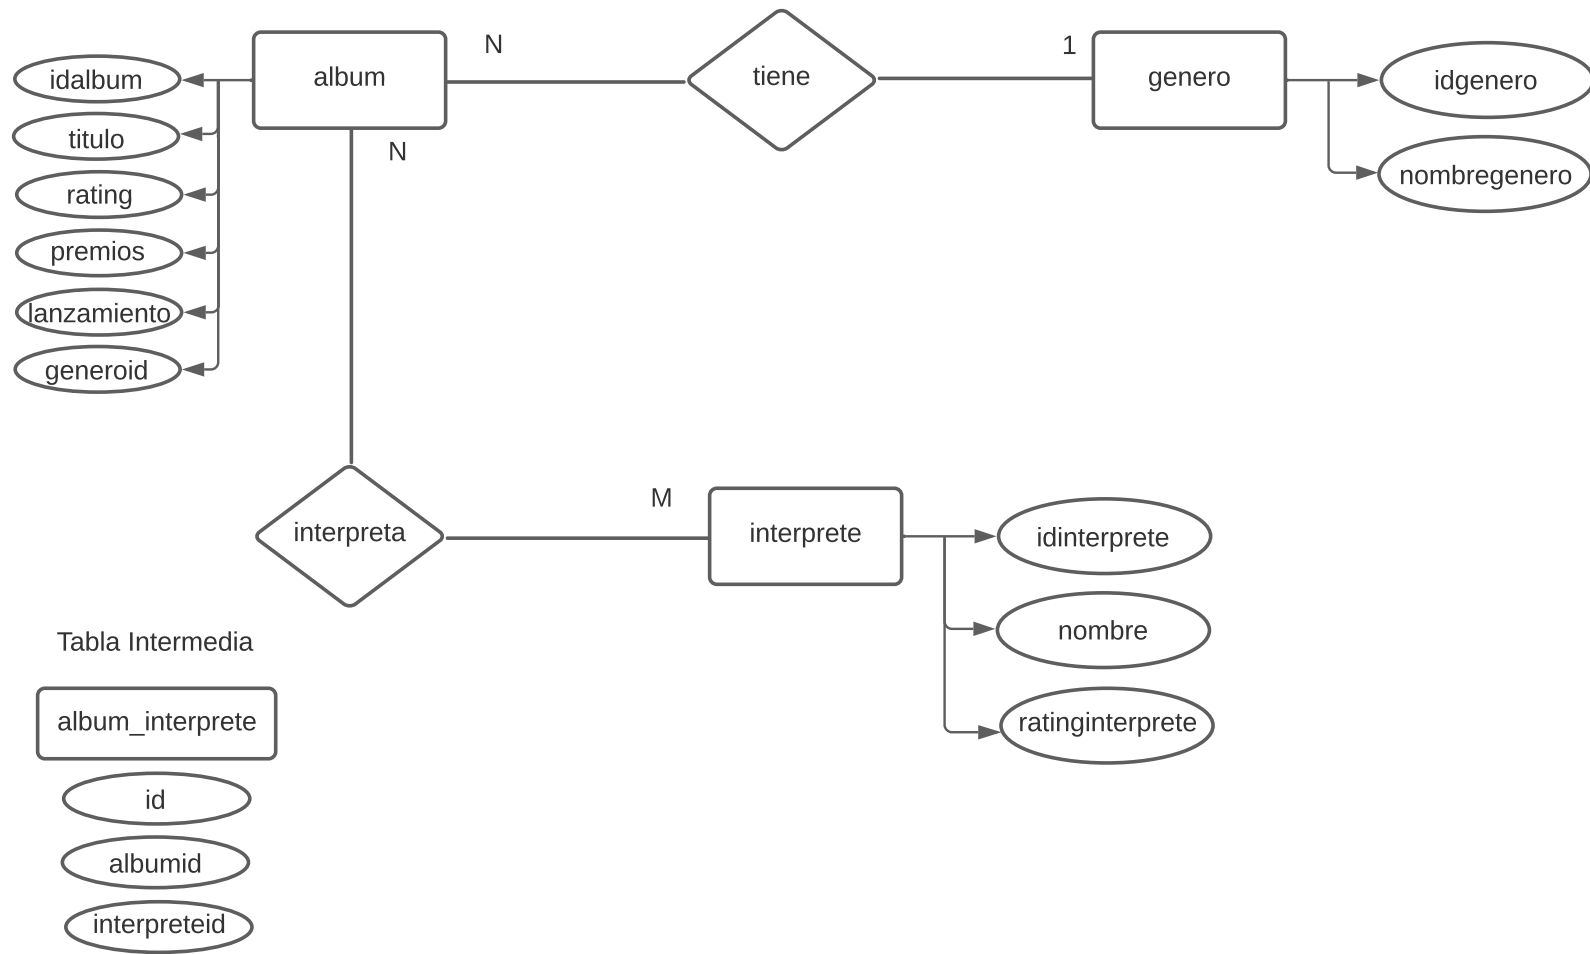 album
N
tiene
1
genero
idalbum
titulo
rating
premios
lanzamiento
generoid
idgenero
nombregenero
N
interpreta
M
interprete
idinterprete
nombre
ratinginterprete
Tabla Intermedia
album_interprete
id
albumid
interpreteid